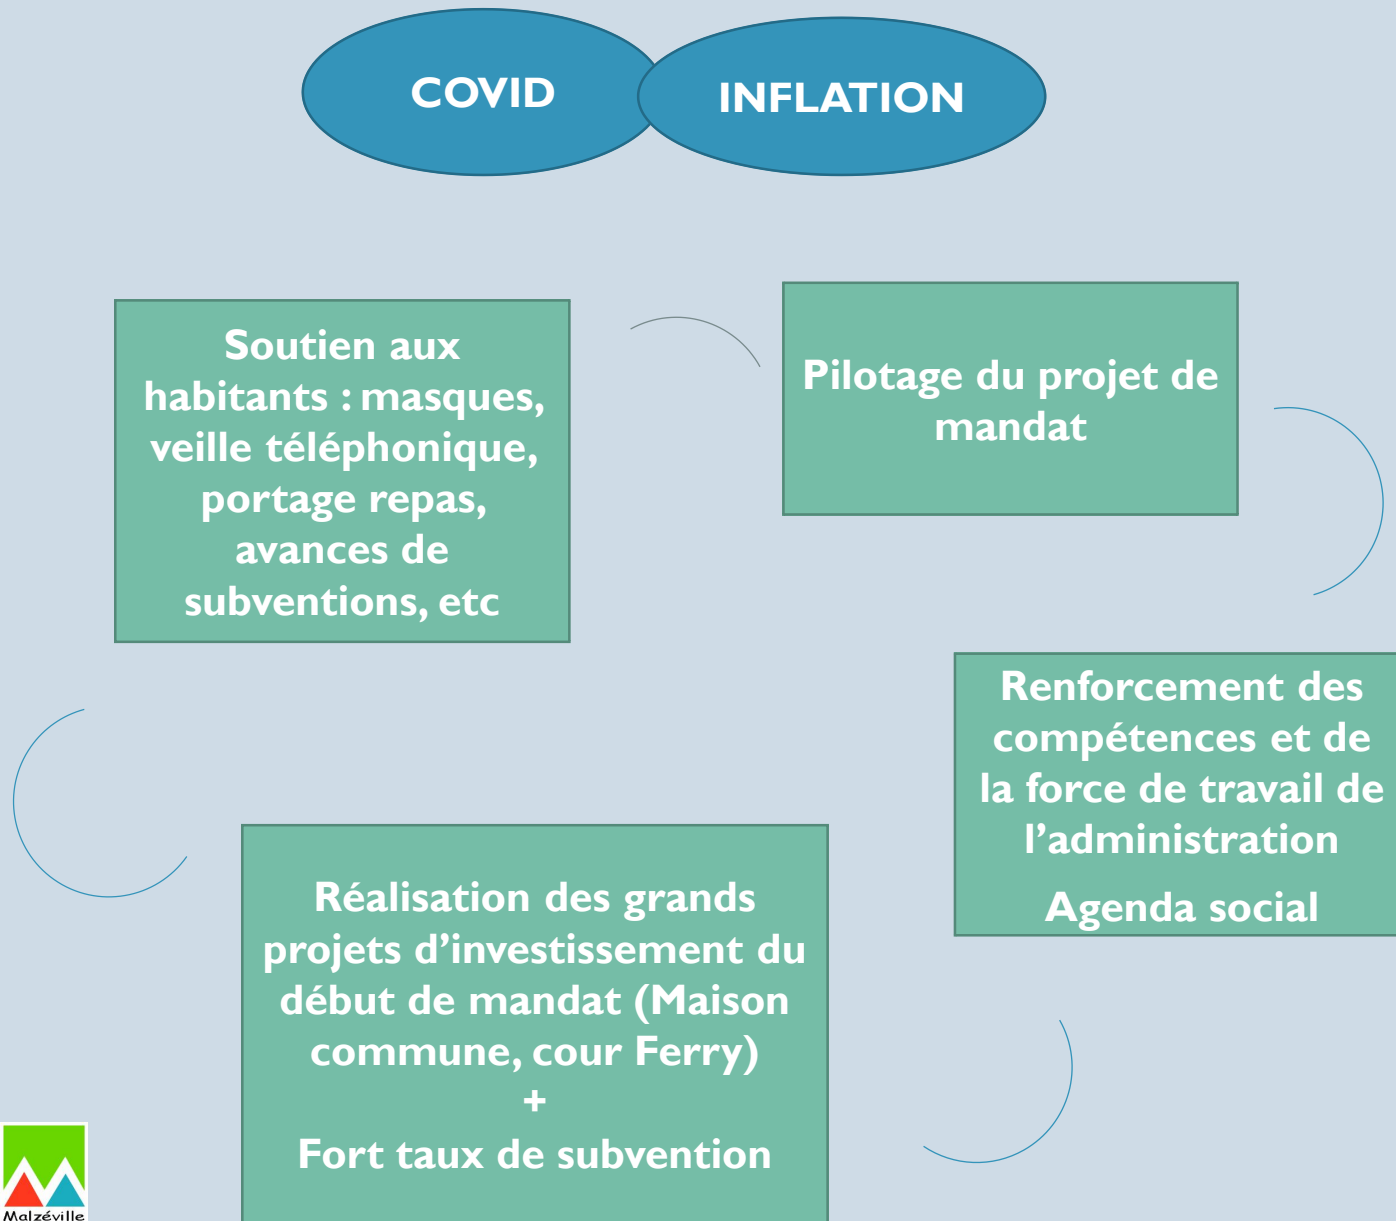 COVID
INFLATION
Soutien aux
habitants : masques,
veille téléphonique,
portage repas,
avances de
subventions, etc
Pilotage du projet de
mandat
Renforcement des
compétences et de
la force de travail de
l’administration
Agenda social
Réalisation des grands
projets d’investissement du
début de mandat (Maison
commune, cour Ferry)
+
Fort taux de subvention
Malzéville